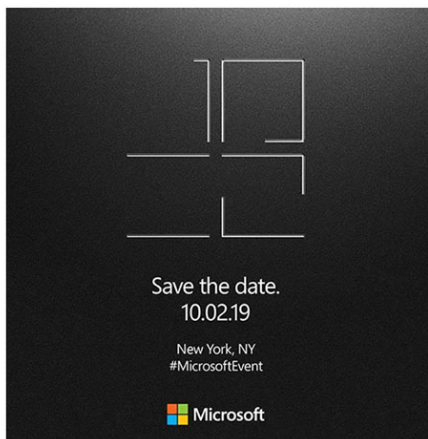 Save the date.
10.02.19
New York, NY
#MicrosoftEvent
Microsoft